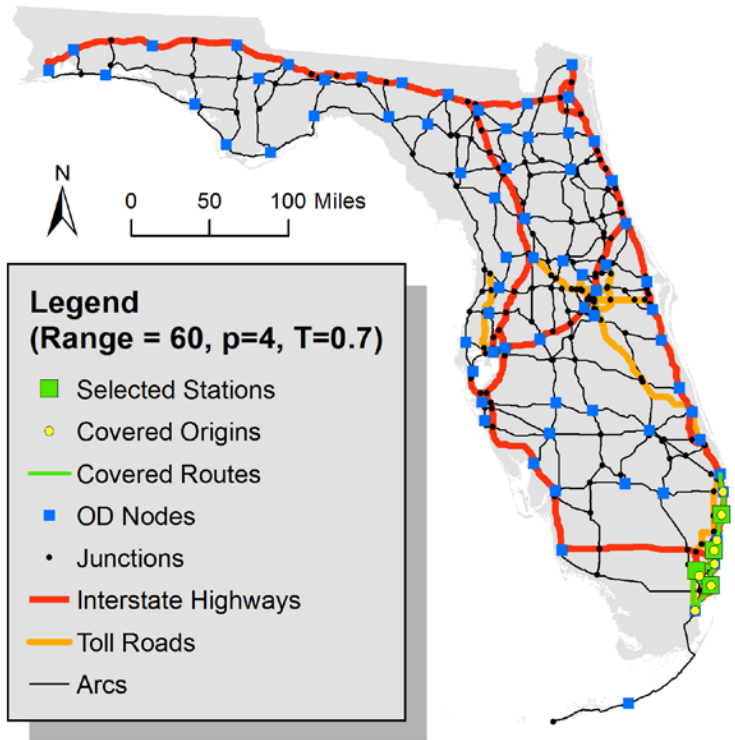 N
0 50 100 Miles
Legend
(Range = 60, p=4, T=0.7)
Selected Stations
Covered Origins
Covered Routes
OD Nodes
Junctions
Interstate Highways
Toll Roads
Arcs